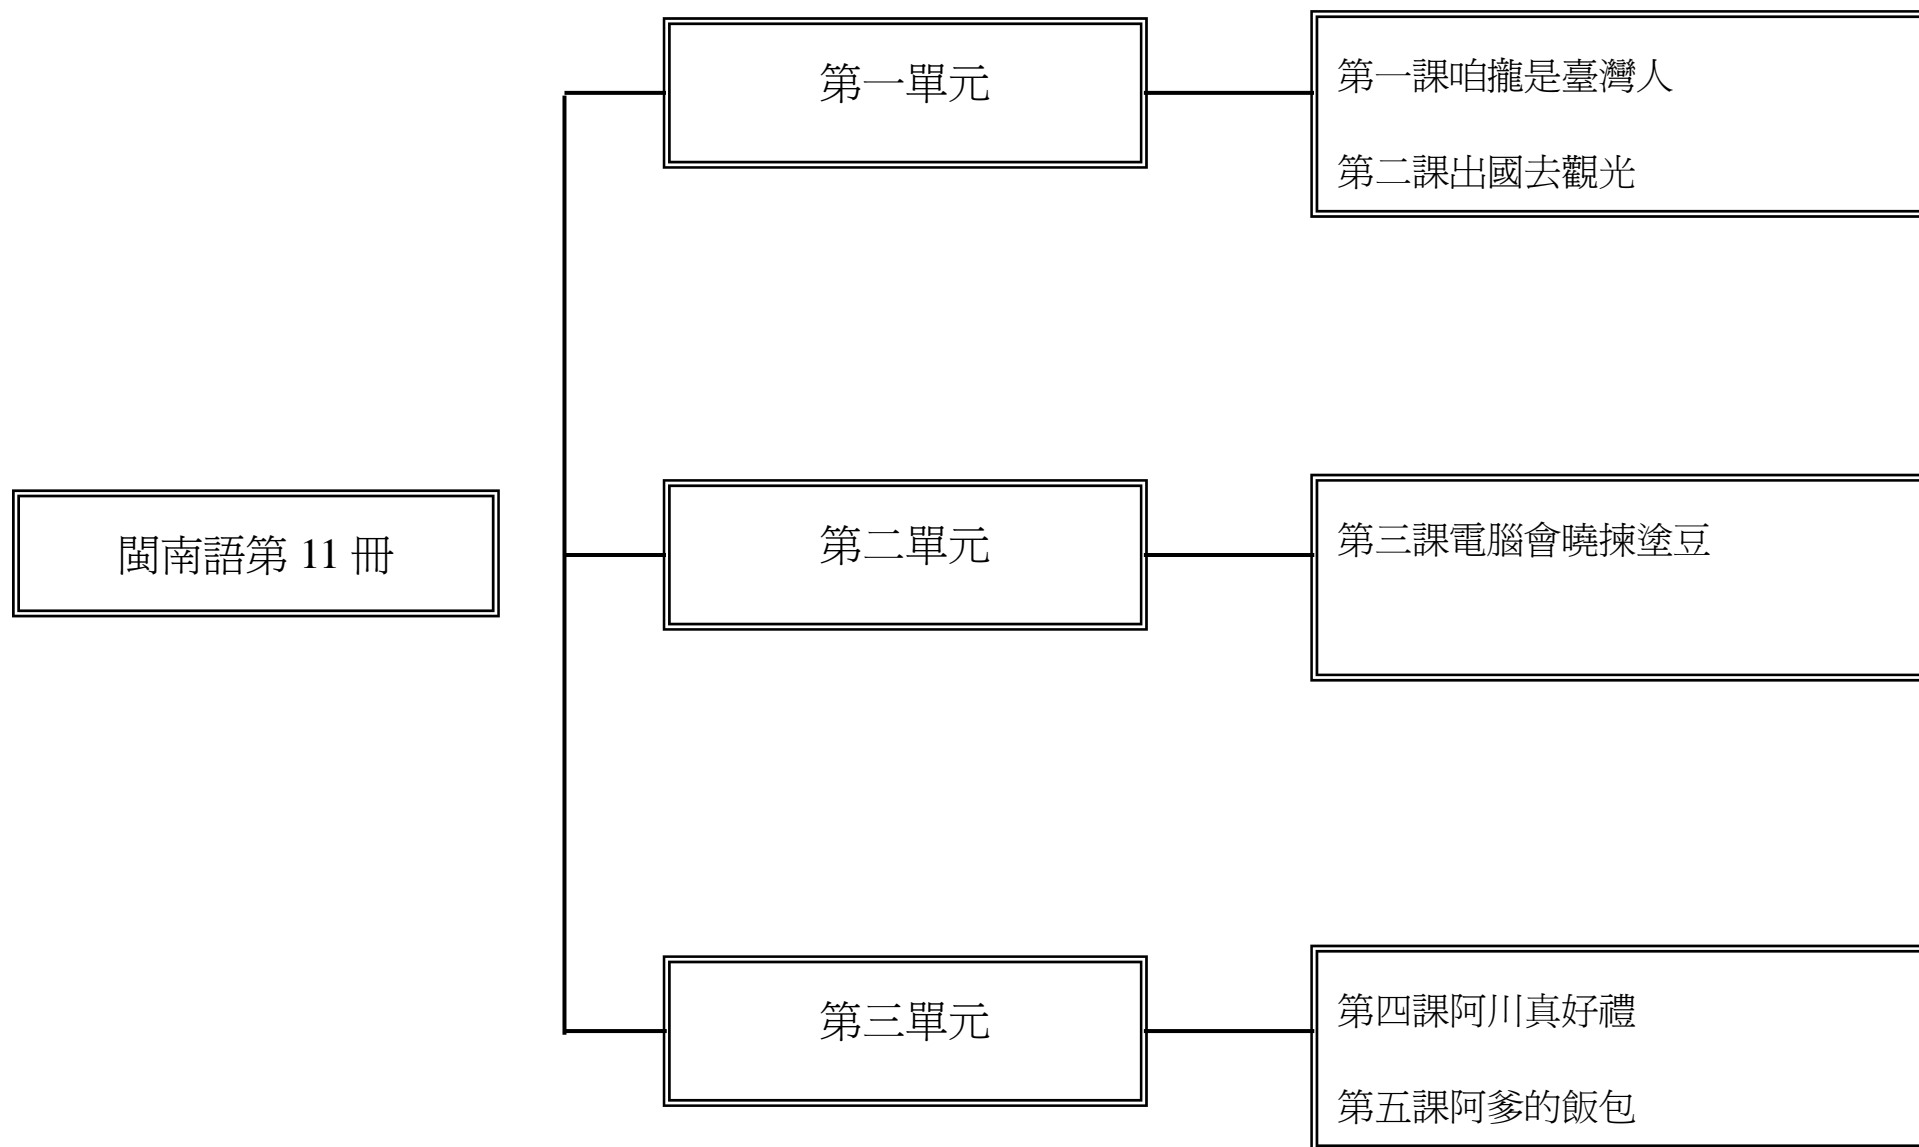 閩南語第 11 冊
第一單元
第一課咱攏是臺灣人
第二課出國去觀光
第二單元
第三課電腦會曉揀塗豆
第三單元
第四課阿川真好禮
第五課阿爹的飯包